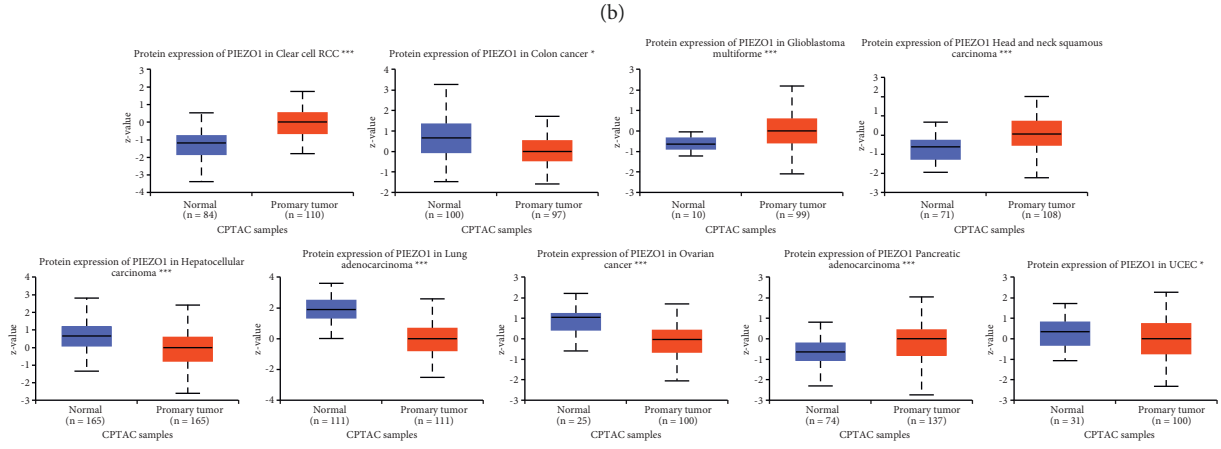 (b)
Protein expression of PIEZO1 in Clear cell RCC ***
3
2
1
0
-1
-2
-3
-4
z-value
Normal
(n = 84)
Promary tumor
(n = 110)
CPTAC samples
Protein expression of PIEZO1 in Colon cancer *
4
3
2
1
0
-1
-2
z-value
Normal
(n = 100)
Promary tumor
(n = 97)
CPTAC samples
Protein expression of PIEZO1 in Glioblastoma
multiforme ***
3
2
1
0
-1
-2
-3
z-value
Normal
(n = 10)
Promary tumor
(n = 99)
CPTAC samples
Protein expression of PIEZO1 Head and neck squamous
carcinoma ***
3
2
1
0
-1
-2
-3
z-value
Normal
(n = 71)
Promary tumor
(n = 108)
CPTAC samples
Protein expression of PIEZO1 in Hepatocellular
carcinoma ***
4
3
2
1
0
-1
-2
-3
z-value
Normal
(n = 165)
Promary tumor
(n = 165)
CPTAC samples
Protein expression of PIEZO1 in Lung
adenocarcinoma ***
4
2
0
-2
-4
z-value
Normal
(n = 111)
Promary tumor
(n = 111)
CPTAC samples
Protein expression of PIEZO1 in Ovarian
cancer ***
3
2
1
0
-1
-2
-3
z-value
Normal
(n = 25)
Promary tumor
(n = 100)
CPTAC samples
Protein expression of PIEZO1 Pancreatic
adenocarcinoma ***
3
2
1
0
-1
-2
-3
z-value
Normal
(n = 74)
Promary tumor
(n = 137)
CPTAC samples
Protein expression of PIEZO1 in UCEC *
3
2
1
0
-1
-2
-3
z-value
Normal
(n = 31)
Promary tumor
(n = 100)
CPTAC samples